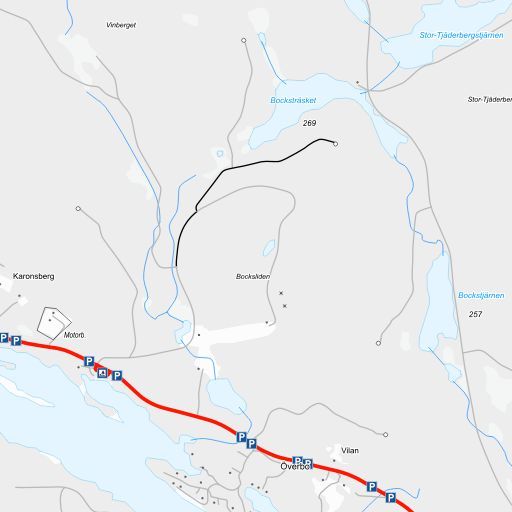 Vinberget
Stor-Tjäderbergstjärnen
Bocksträsket
Stor-Tjäderber
269
Bocksliden
Karonsberg
Bockstjärnen
257
Motorb.
P P
P
P
P
P
Vilan
P P
Överbo
P
P